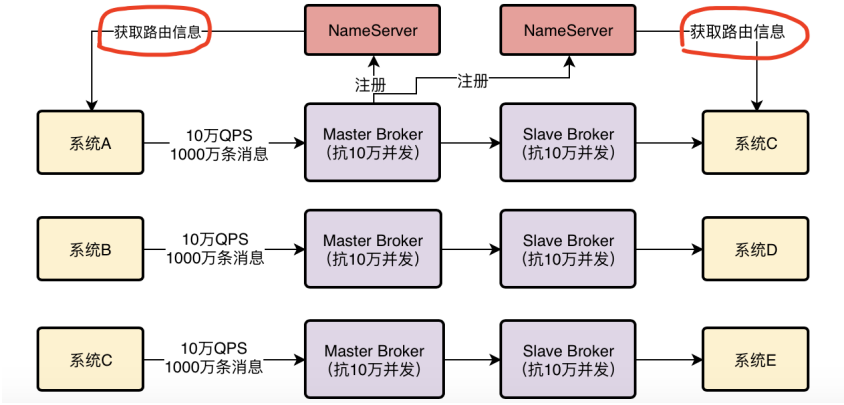 获取路由信息
NameServer
NameServer
获取路由信息
注册
注册
系统A
10万QPS
1000万条消息
Master Broker
（抗10万并发）
Slave Broker
（抗10万并发）
系统C
系统B
10万QPS
1000万条消息
Master Broker
（抗10万并发）
Slave Broker
（抗10万并发）
系统D
系统C
10万QPS
1000万条消息
Master Broker
（抗10万并发）
Slave Broker
（抗10万并发）
系统E